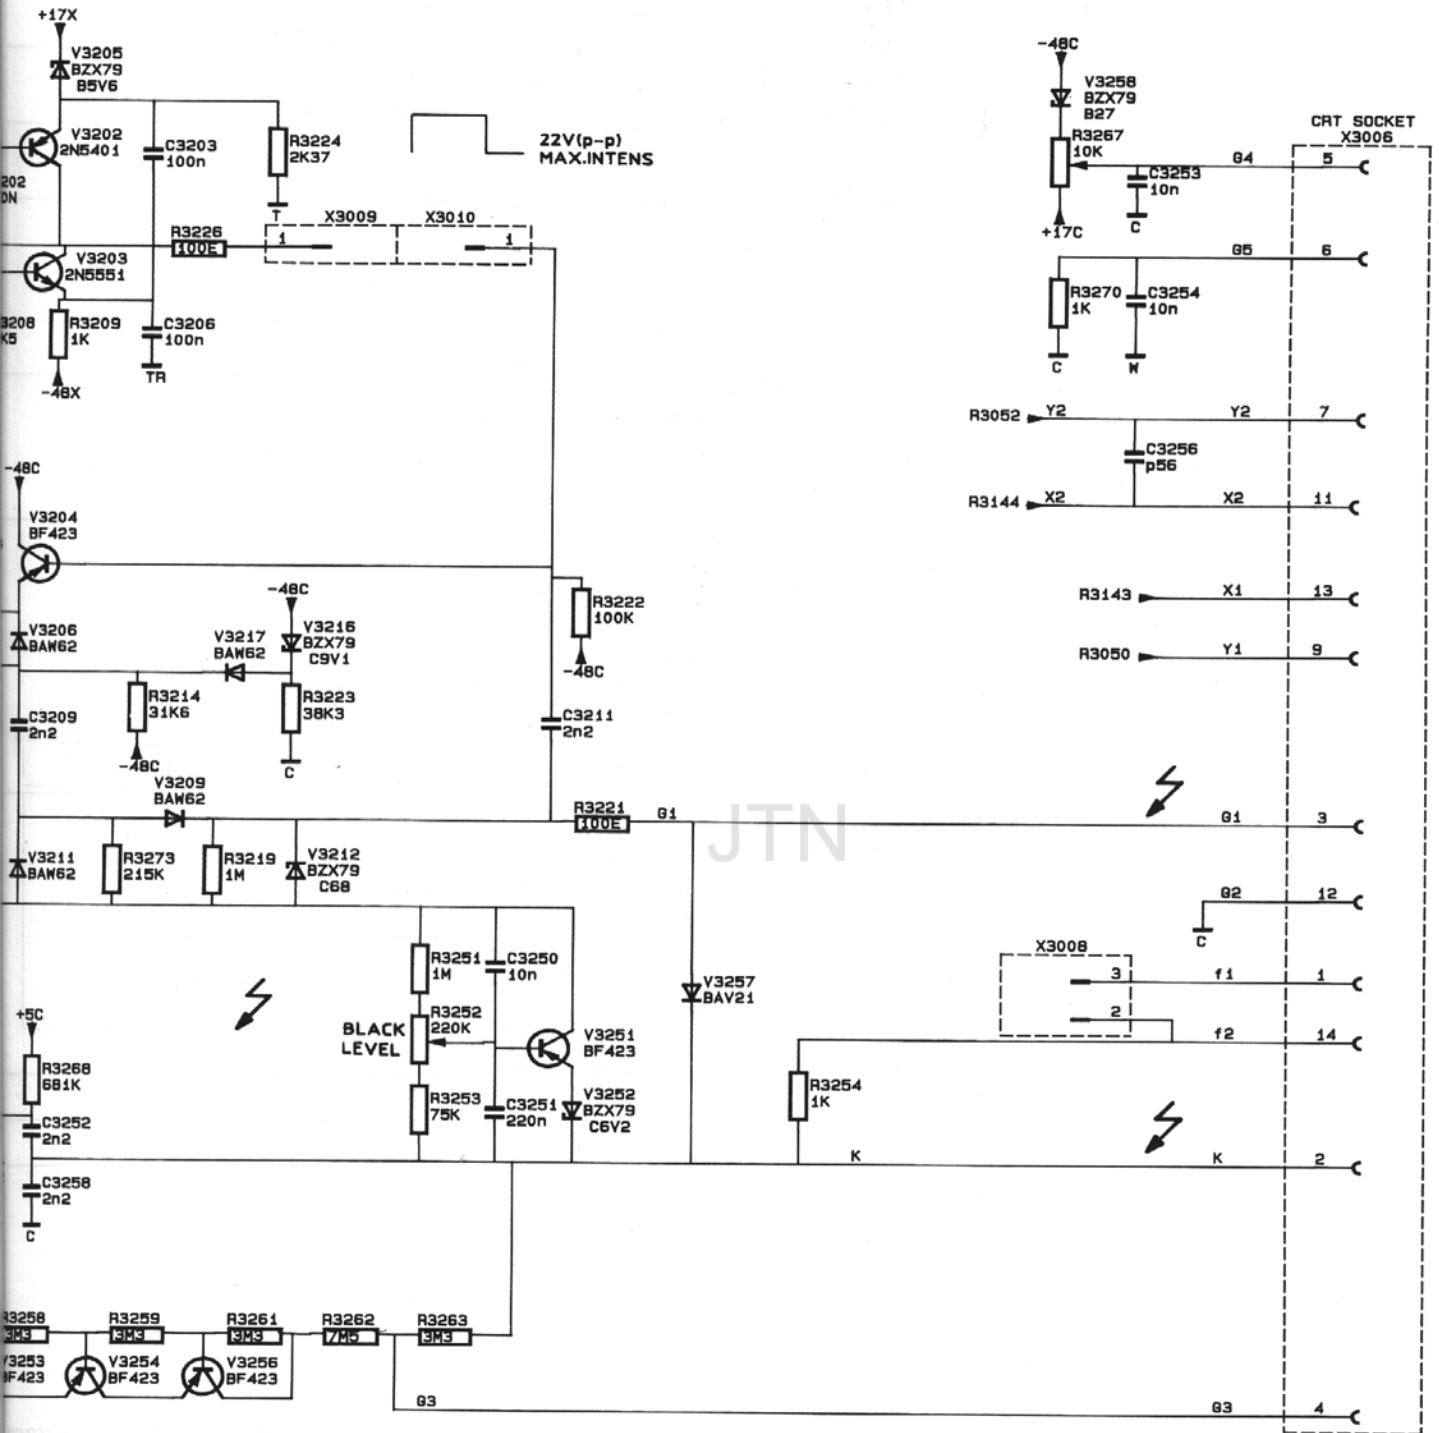 +17X
V3205
BZX79
B5V6
V3202
2N5401
C3203
100n
R3224
2K37
T
22V(p-p)
MAX.INTENS
R3226
100E
X3009
X3010
1
1
V3203
2N5551
R3209
1K
C3206
100n
TR
-48X
-48C
V3204
BF423
V3206
BAW62
C3209
2n2
R3214
31K6
-48C
V3217
BAW62
-48C
V3216
BZX79
C9V1
R3223
38K3
C
R3222
100K
-48C
C3211
2n2
V3209
BAW62
V3211
BAW62
R3273
215K
R3219
1M
V3212
BZX79
C68
R3221
100E
G1
JTN
G1
3
+5C
R3268
681K
C3252
2n2
C3258
2n2
C
BLACK
LEVEL
R3251
1M
R3252
220K
R3253
75K
C3250
10n
C3251
220n
V3251
BF423
V3252
BZX79
C6V2
V3257
BAV21
R3254
1K
K
K
2
R3258
3M3
R3259
3M3
R3261
3M3
R3262
7M5
R3263
3M3
V3253
BF423
V3254
BF423
V3256
BF423
G3
G3
4
-48C
V3258
BZX79
B27
R3267
10K
+17C
C3253
10n
C
G4
5
CRT SOCKET
X3006
G5
6
R3270
1K
C
C3254
10n
W
R3052
Y2
Y2
7
C3256
p56
R3144
X2
X2
11
R3143
X1
13
R3050
Y1
9
G2
12
C
X3008
3
f1
1
2
f2
14